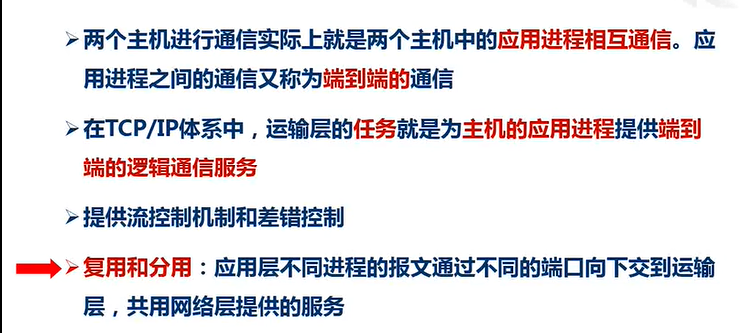 ➢两个主机进行通信实际上就是两个主机中的应用进程相互通信。应
用进程之间的通信又称为端到端的通信
➢在TCP/IP体系中，运输层的任务就是为主机的应用进程提供端到
端的逻辑通信服务
➢提供流控制机制和差错控制
➢复用和分用：应用层不同进程的报文通过不同的端口向下交到运输
层，共用网络层提供的服务